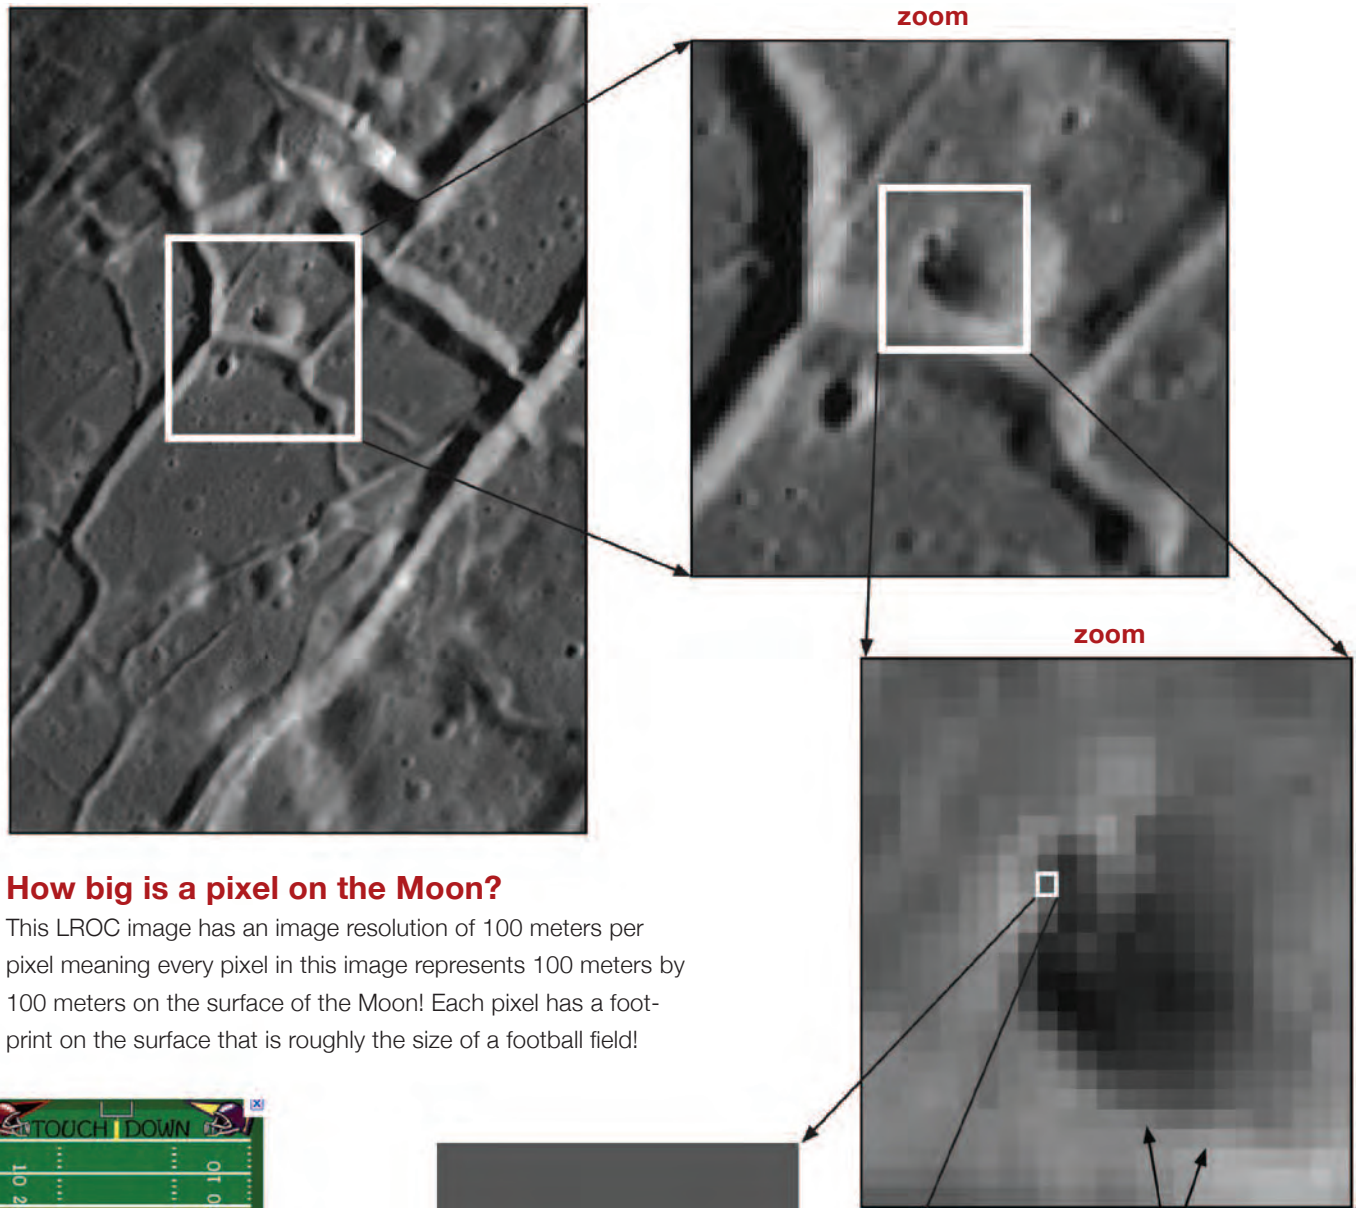 zoom
zoom
How big is a pixel on the Moon?
This LROC image has an image resolution of 100 meters per
pixel meaning every pixel in this image represents 100 meters by
100 meters on the surface of the Moon! Each pixel has a foot-
print on the surface that is roughly the size of a football field!
TOUCH DOWN
10
10